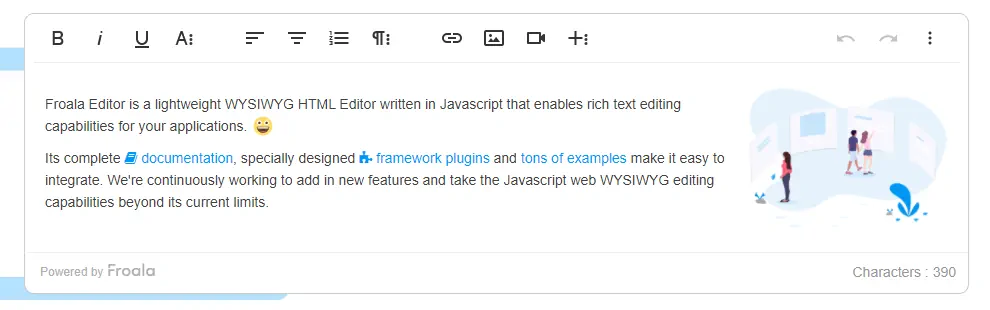 B i U A
Froala Editor is a lightweight WYSIWYG HTML Editor written in Javascript that enables rich text editing
capabilities for your applications. 😀
Its complete documentation, specially designed framework plugins and tons of examples make it easy to
integrate. We're continuously working to add in new features and take the Javascript web WYSIWYG editing
capabilities beyond its current limits.
Powered by Froala
Characters : 390